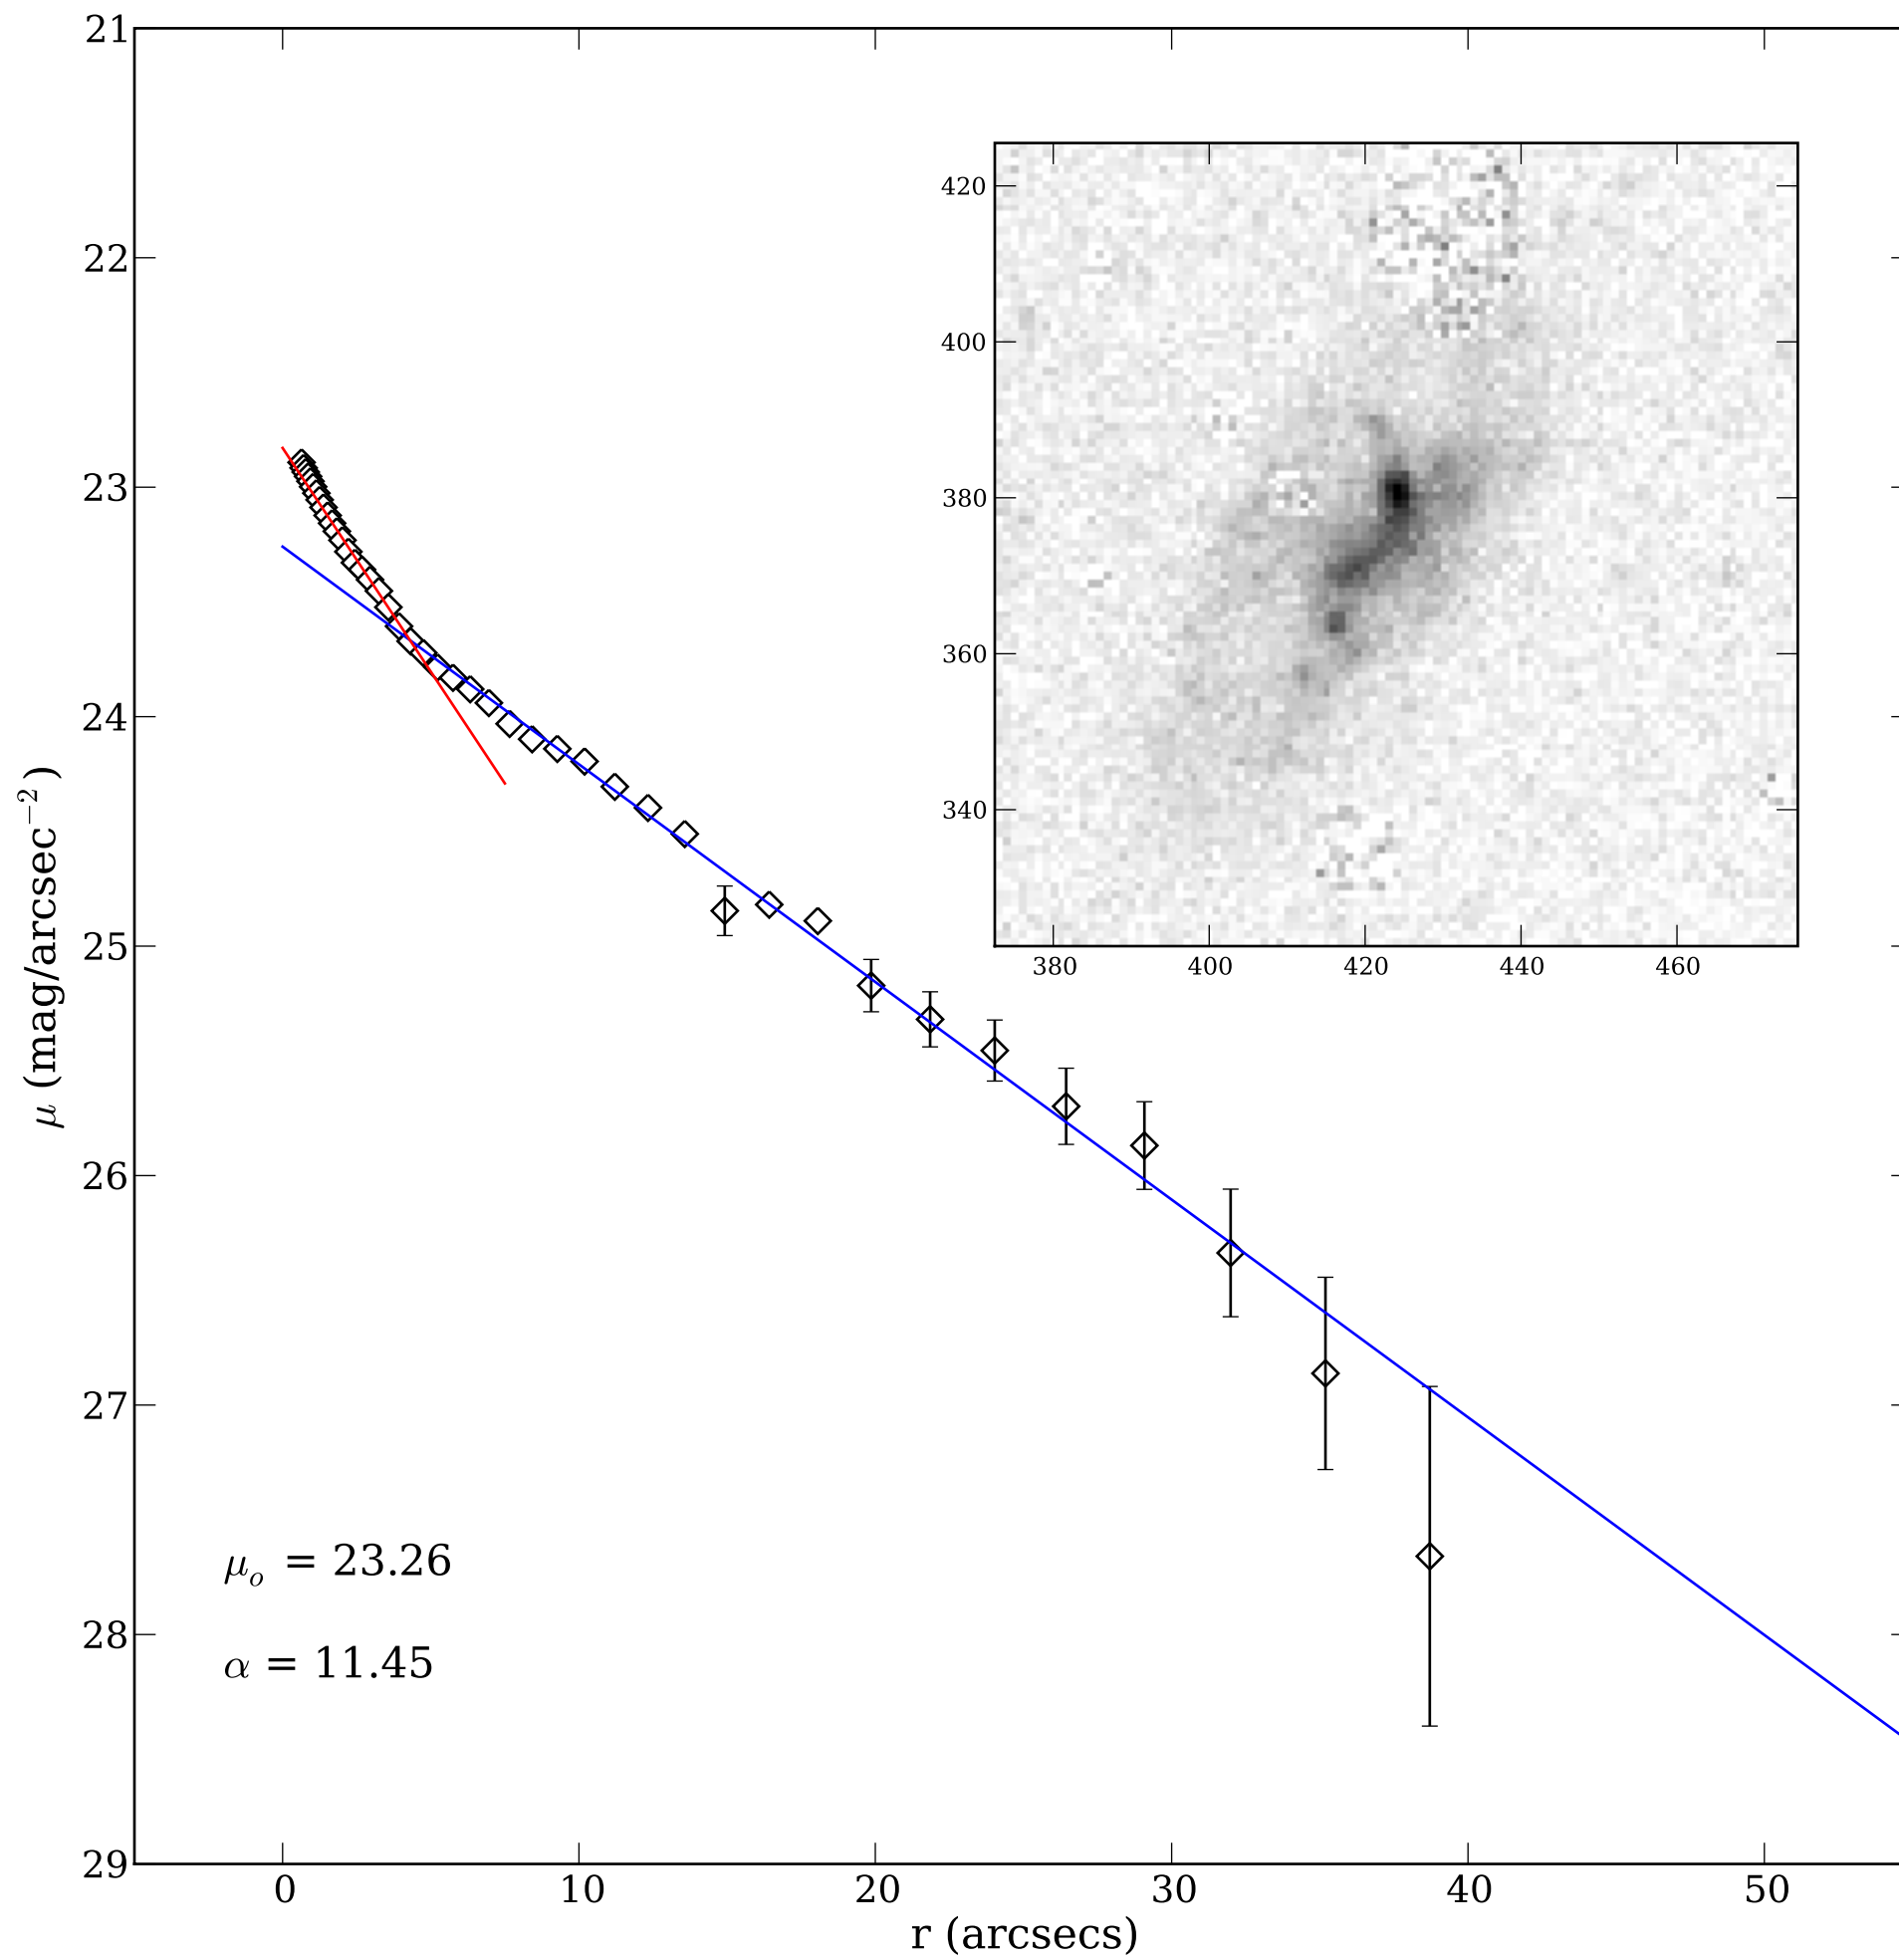 21
22
23
24
25
26
27
28
29
μ (mag/arcsec⁻²)
420
400
380
360
340
380 400 420 440 460
μₒ = 23.26
α = 11.45
0 10 20 30 40 50
r (arcsecs)